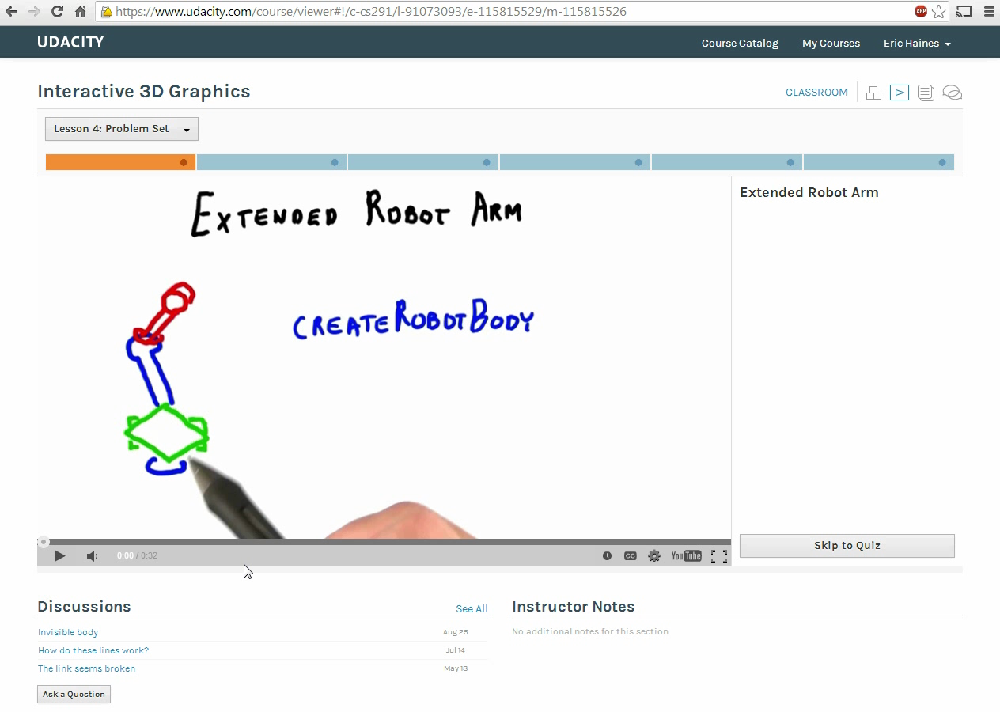 https://www.udacity.com/course/viewer#!/c-cs291/l-91073093/e-115815529/m-115815526
ABP
UDACITY
Course Catalog
My Courses
Eric Haines
Interactive 3D Graphics
CLASSROOM
Lesson 4: Problem Set
EXTENDED ROBOT ARM
CREATEROBOTBODY
Extended Robot Arm
0:00 / 0:32
CC
YouTube
Skip to Quiz
Discussions
See All
Invisible body
Aug 25
How do these lines work?
Jul 14
The link seems broken
May 18
Ask a Question
Instructor Notes
No additional notes for this section